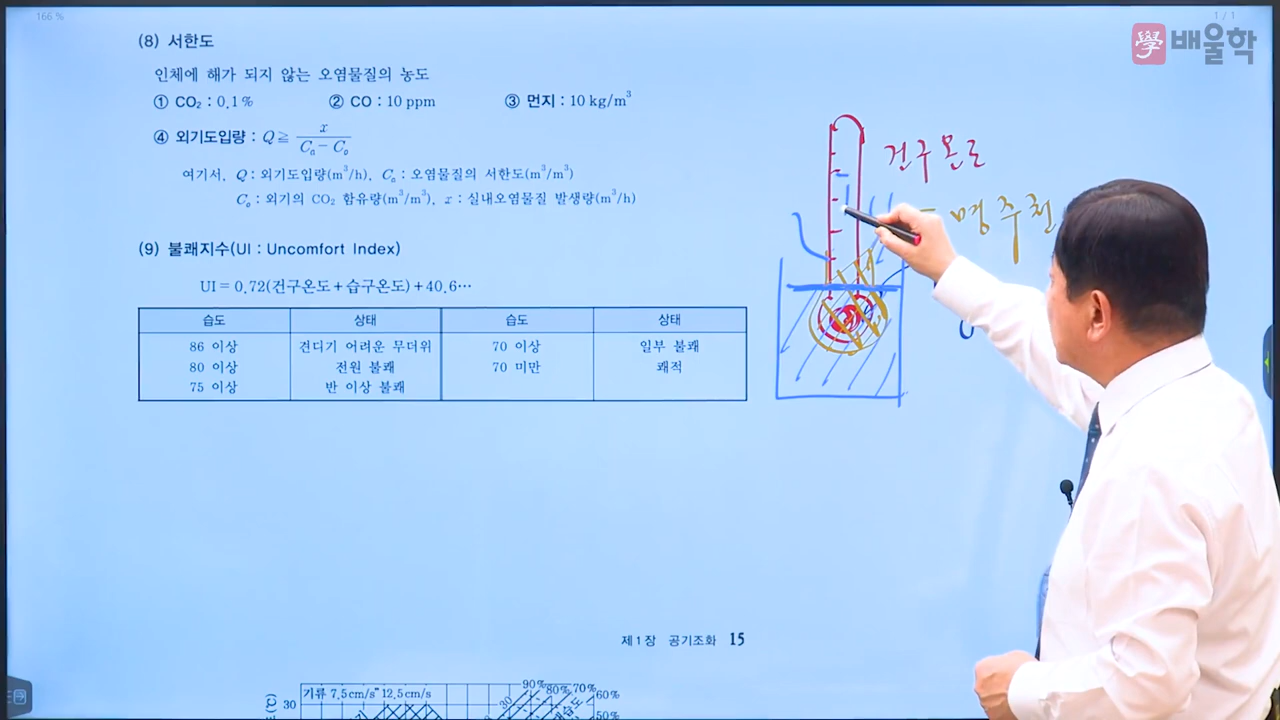 166 %
1 / 1
學 배울학
(8) 서한도
인체에 해가 되지 않는 오염물질의 농도
① CO₂ : 0.1% ② CO : 10 ppm ③ 먼지 : 10 kg/m³
④ 외기도입량 : Q ≧ x / (Cₐ − Cₒ)
여기서, Q : 외기도입량(m³/h), Cₐ : 오염물질의 서한도(m³/m³)
Cₒ : 외기의 CO₂ 함유량(m³/m³), x : 실내오염물질 발생량(m³/h)
(9) 불쾌지수(UI : Uncomfort Index)
UI = 0.72(건구온도 + 습구온도) + 40.6⋯
습도 상태 습도 상태
86 이상 견디기 어려운 무더위 70 이상 일부 불쾌
80 이상 전원 불쾌 70 미만 쾌적
75 이상 반 이상 불쾌
건구온도
명주천
제1장 공기조화 15
기류 7.5cm/s~12.5cm/s
30
30
90%
80%
70%
60%
50%